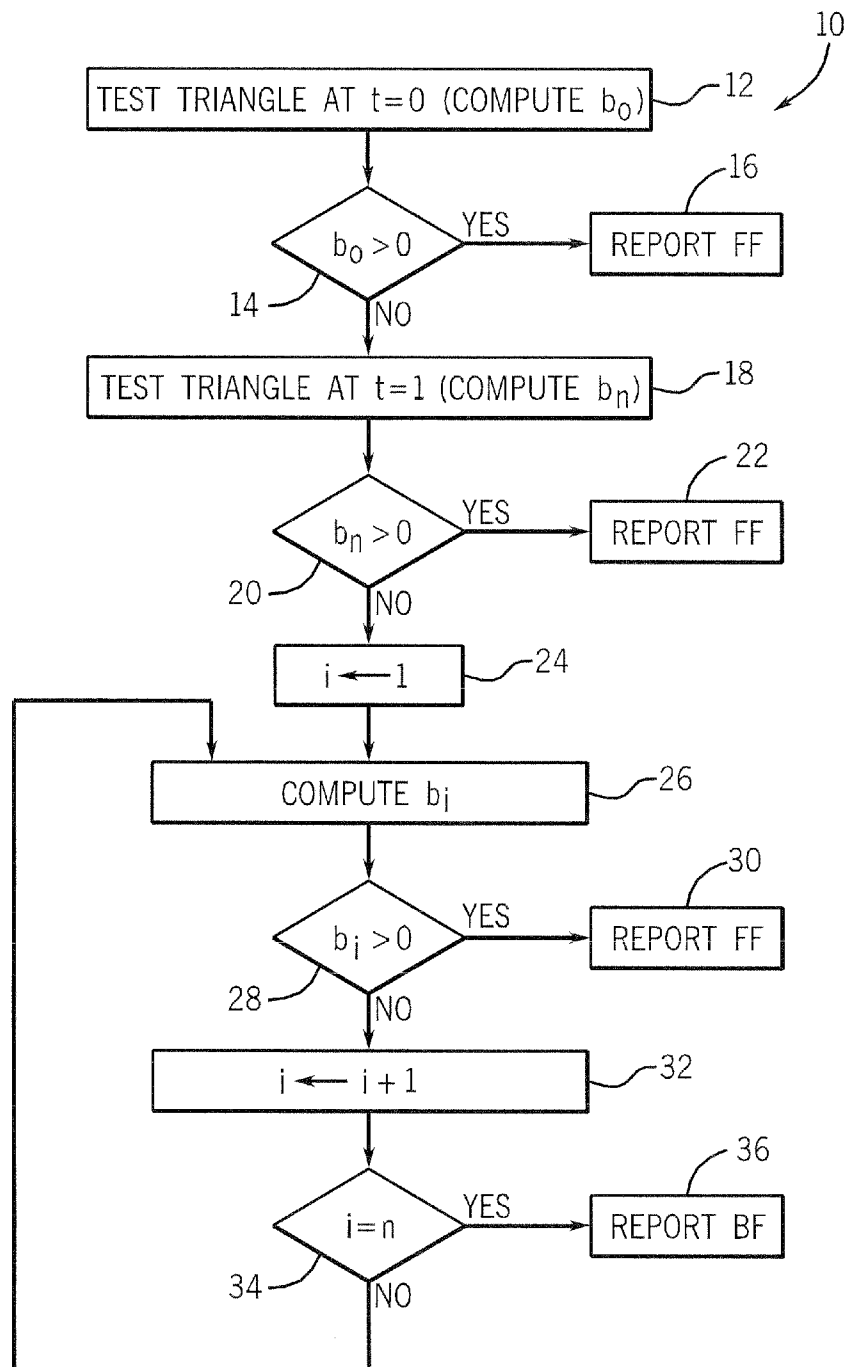 10
TEST TRIANGLE AT t=0 (COMPUTE b₀)
12
16
b₀>0
YES
REPORT FF
14
NO
TEST TRIANGLE AT t=1 (COMPUTE bₙ)
18
22
bₙ>0
YES
REPORT FF
20
NO
i ← 1
24
COMPUTE bᵢ
26
30
bᵢ>0
YES
REPORT FF
28
NO
i ← i+1
32
36
i=n
YES
REPORT BF
34
NO